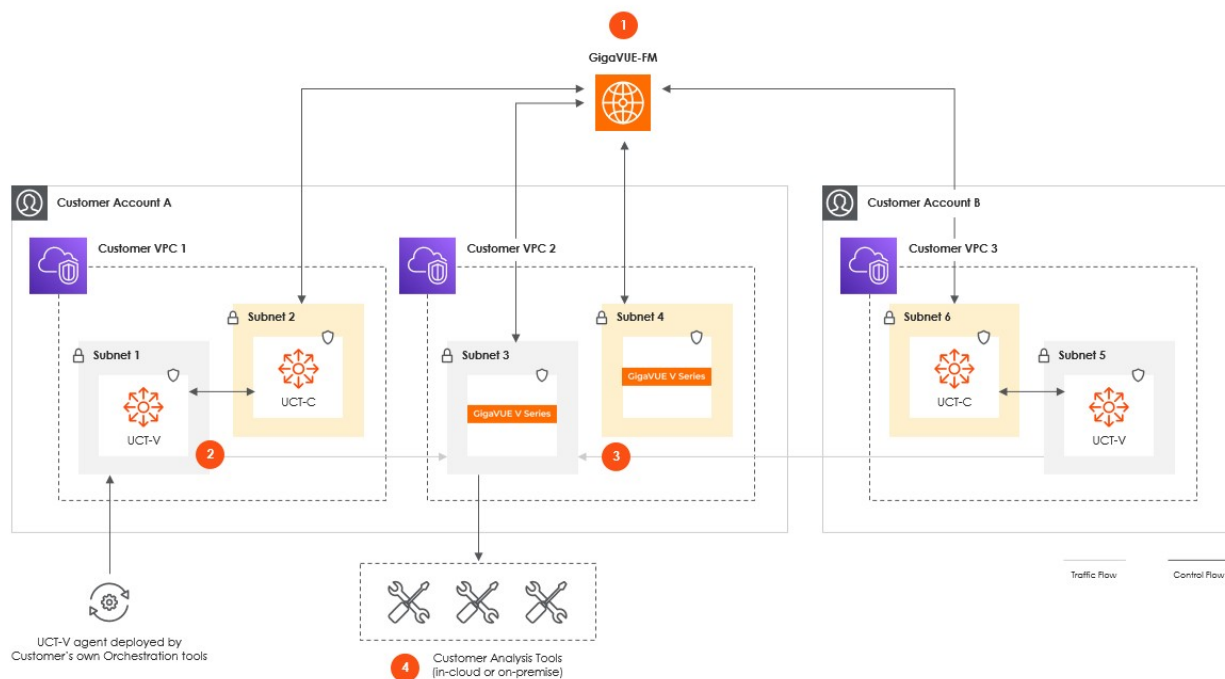 1
GigaVUE-FM
Customer Account A
Customer Account B
Customer VPC 1
Customer VPC 2
Customer VPC 3
Subnet 2
Subnet 4
Subnet 6
Subnet 1
Subnet 3
Subnet 5
GigaVUE V Series
UCT-C
UCT-C
GigaVUE V Series
UCT-V
UCT-V
2
3
Traffic Flow
Control Flow
UCT-V agent deployed by
Customer's own Orchestration tools
4
Customer Analysis Tools
(in-cloud or on-premise)